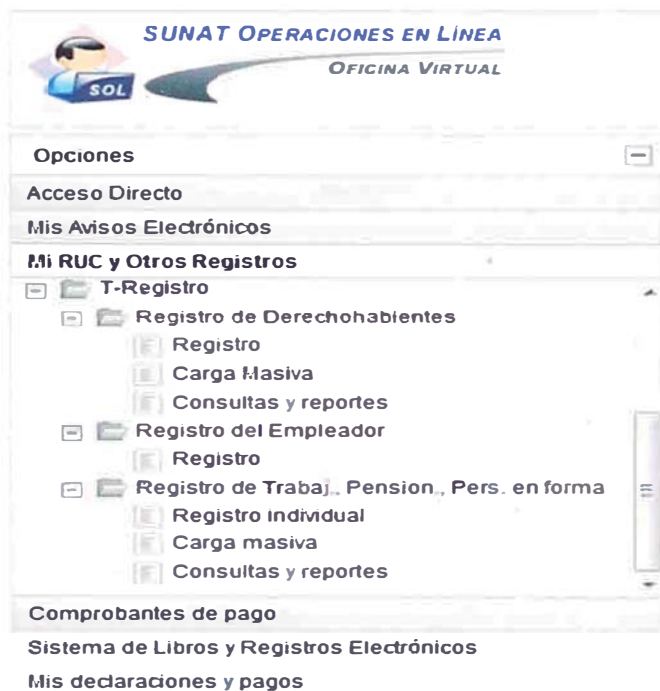 SUNAT OPERACIONES EN LÍNEA
OFICINA VIRTUAL
SOL
Opciones
Acceso Directo
Mis Avisos Electrónicos
Mi RUC y Otros Registros
T-Registro
Registro de Derechohabientes
Registro
Carga Masiva
Consultas y reportes
Registro del Empleador
Registro
Registro de Trabaj., Pension., Pers. en forma
Registro individual
Carga masiva
Consultas y reportes
Comprobantes de pago
Sistema de Libros y Registros Electrónicos
Mis declaraciones y pagos